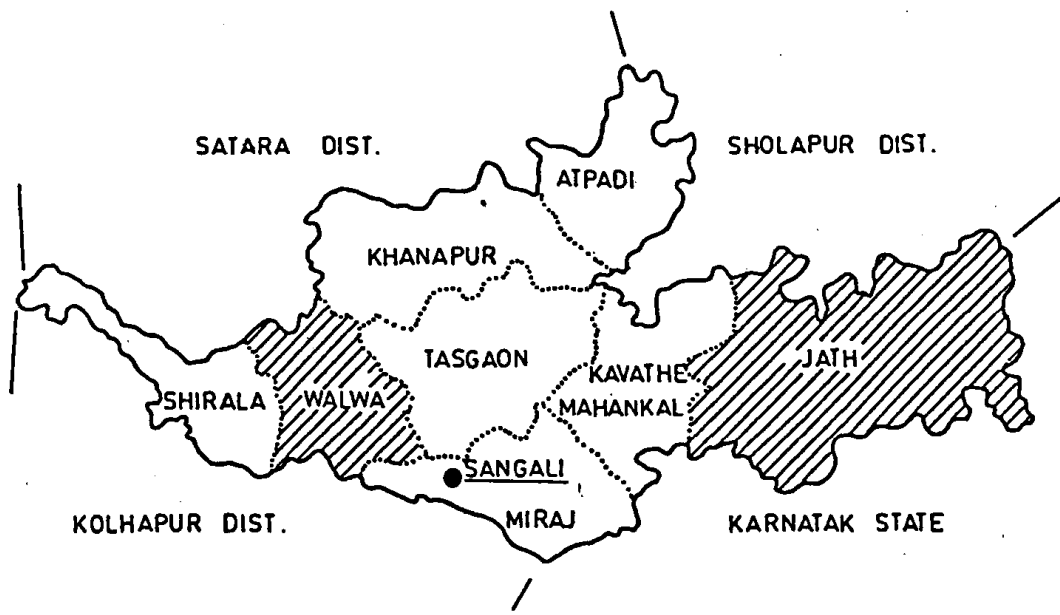 SATARA DIST.
SHOLAPUR DIST.
ATPADI
KHANAPUR
TASGAON
JATH
KAVATHE
MAHANKAL
SHIRALA
WALWA
SANGALI
MIRAJ
KOLHAPUR DIST.
KARNATAK STATE